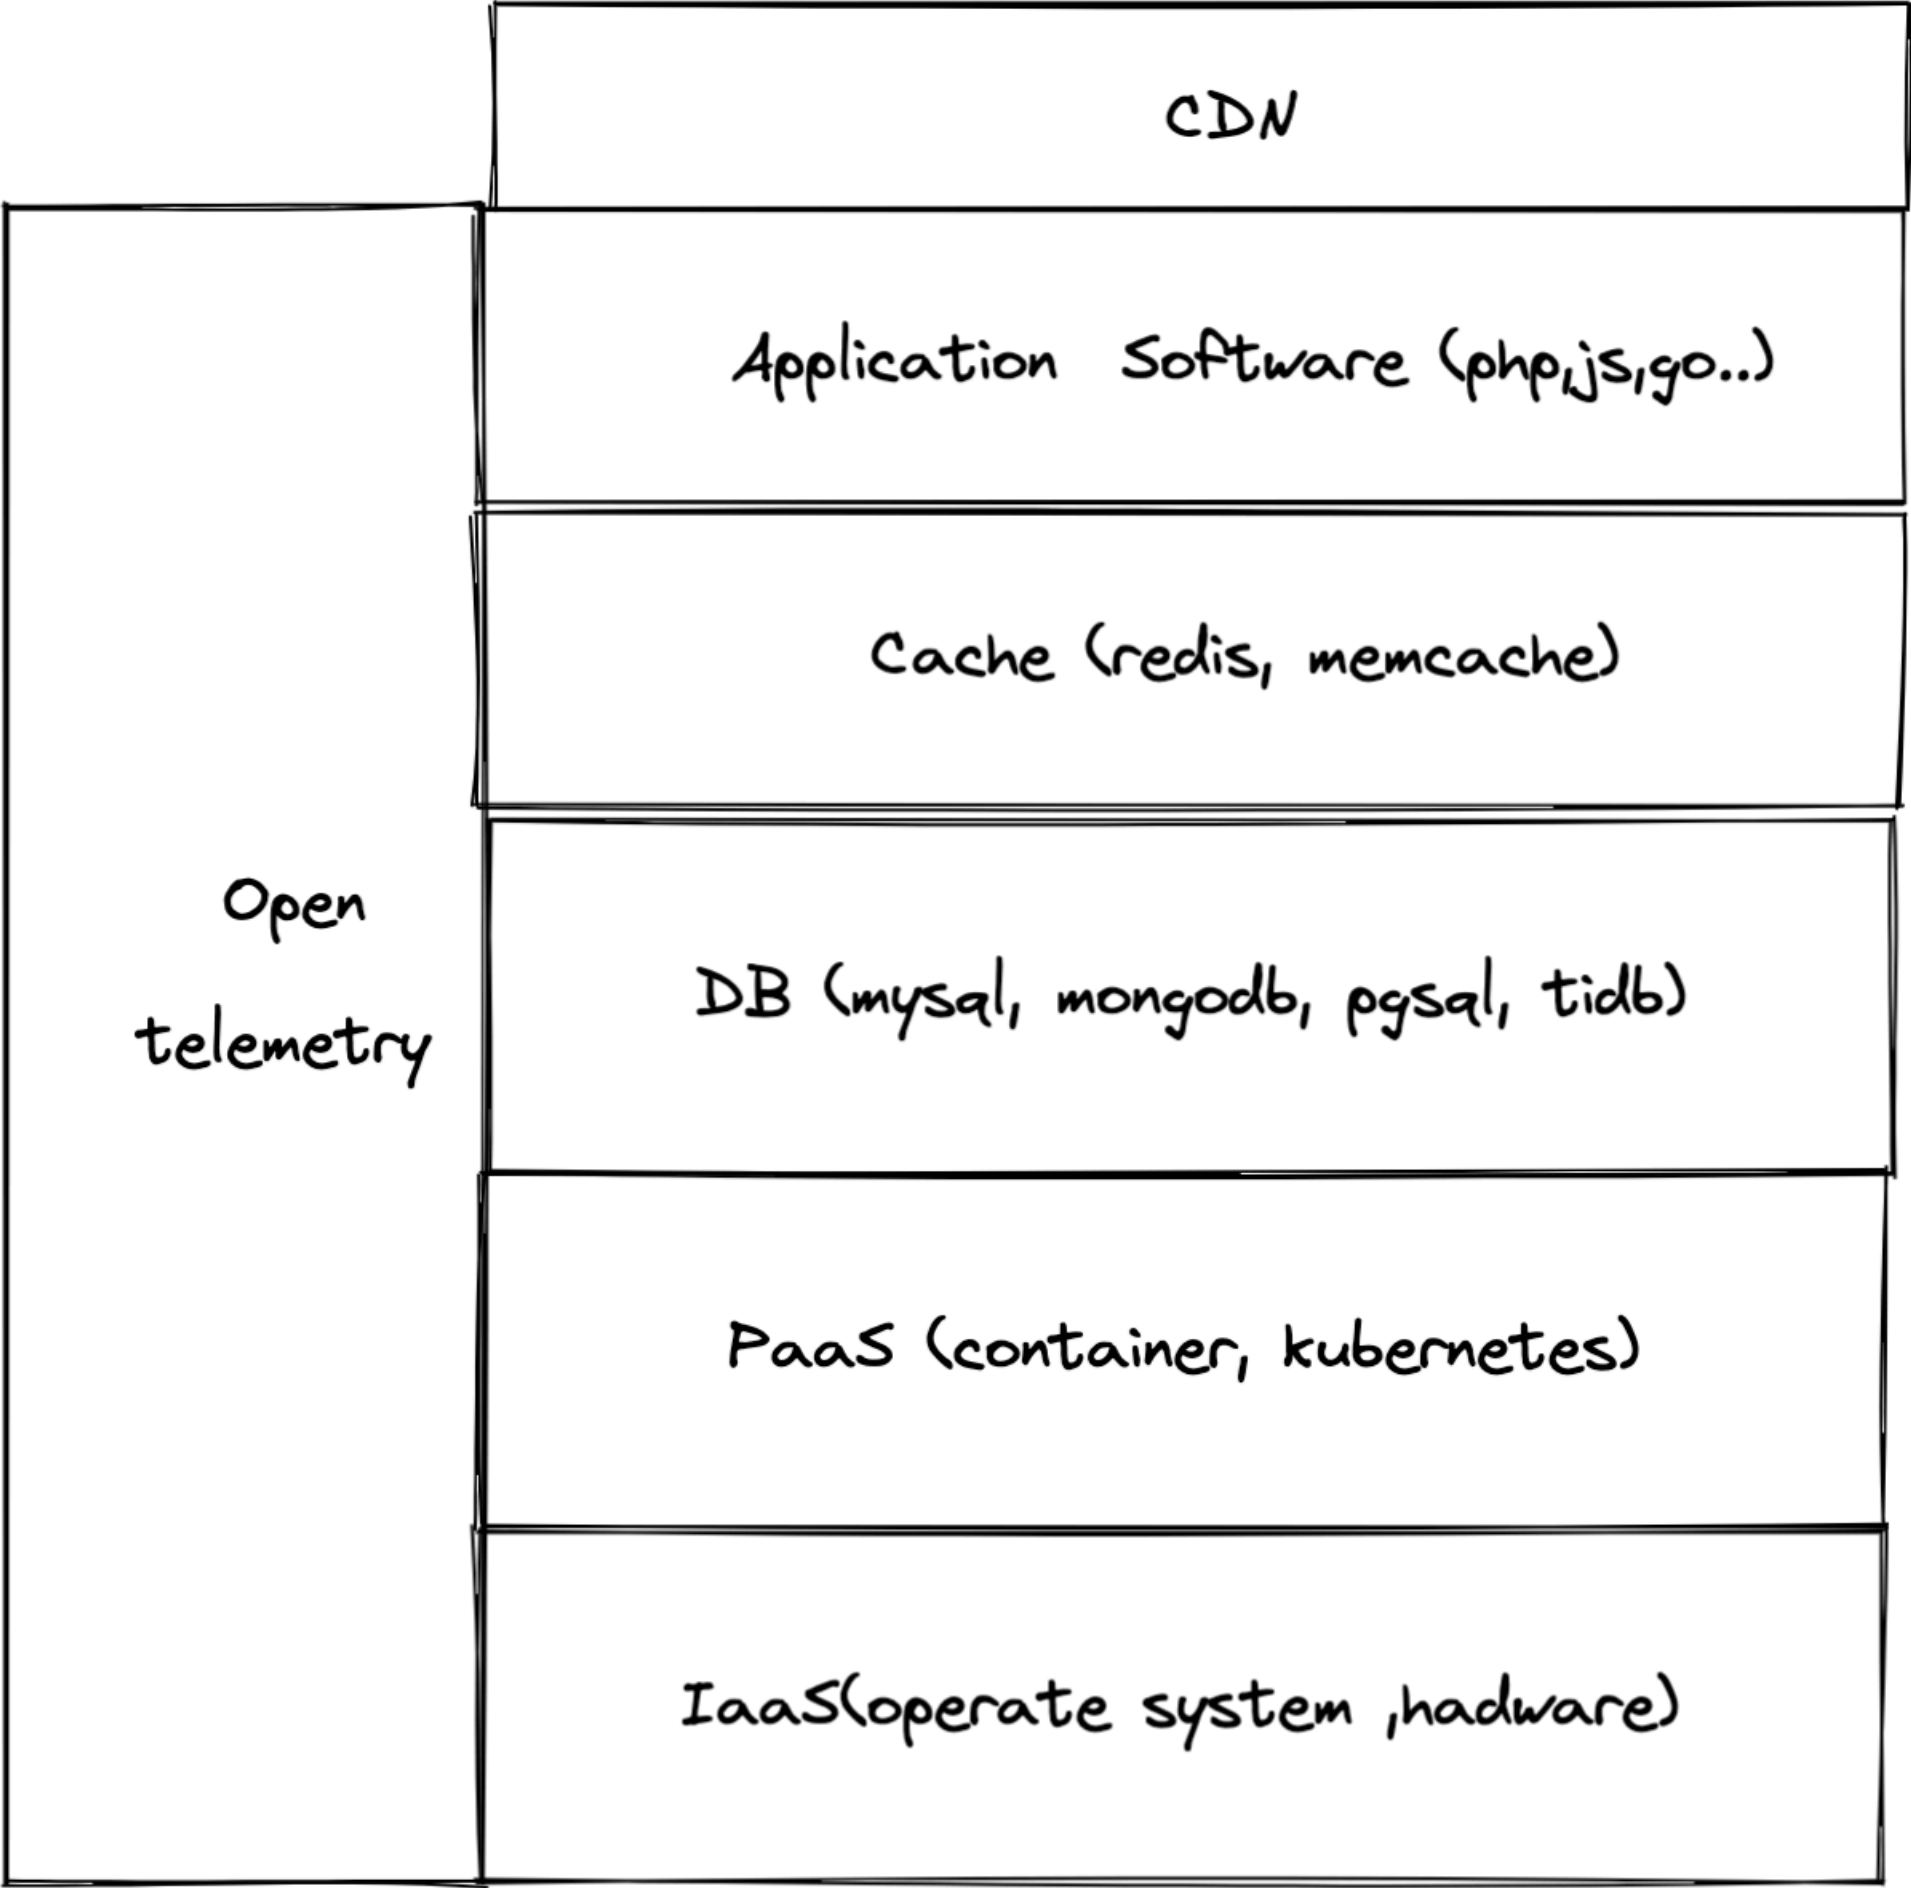 CDN
Application Software (php,js,go..)
Cache (redis, memcache)
Open
telemetry
DB (mysql, mongodb, pgsql, tidb)
PaaS (container, kubernetes)
IaaS(operate system ,hadware)